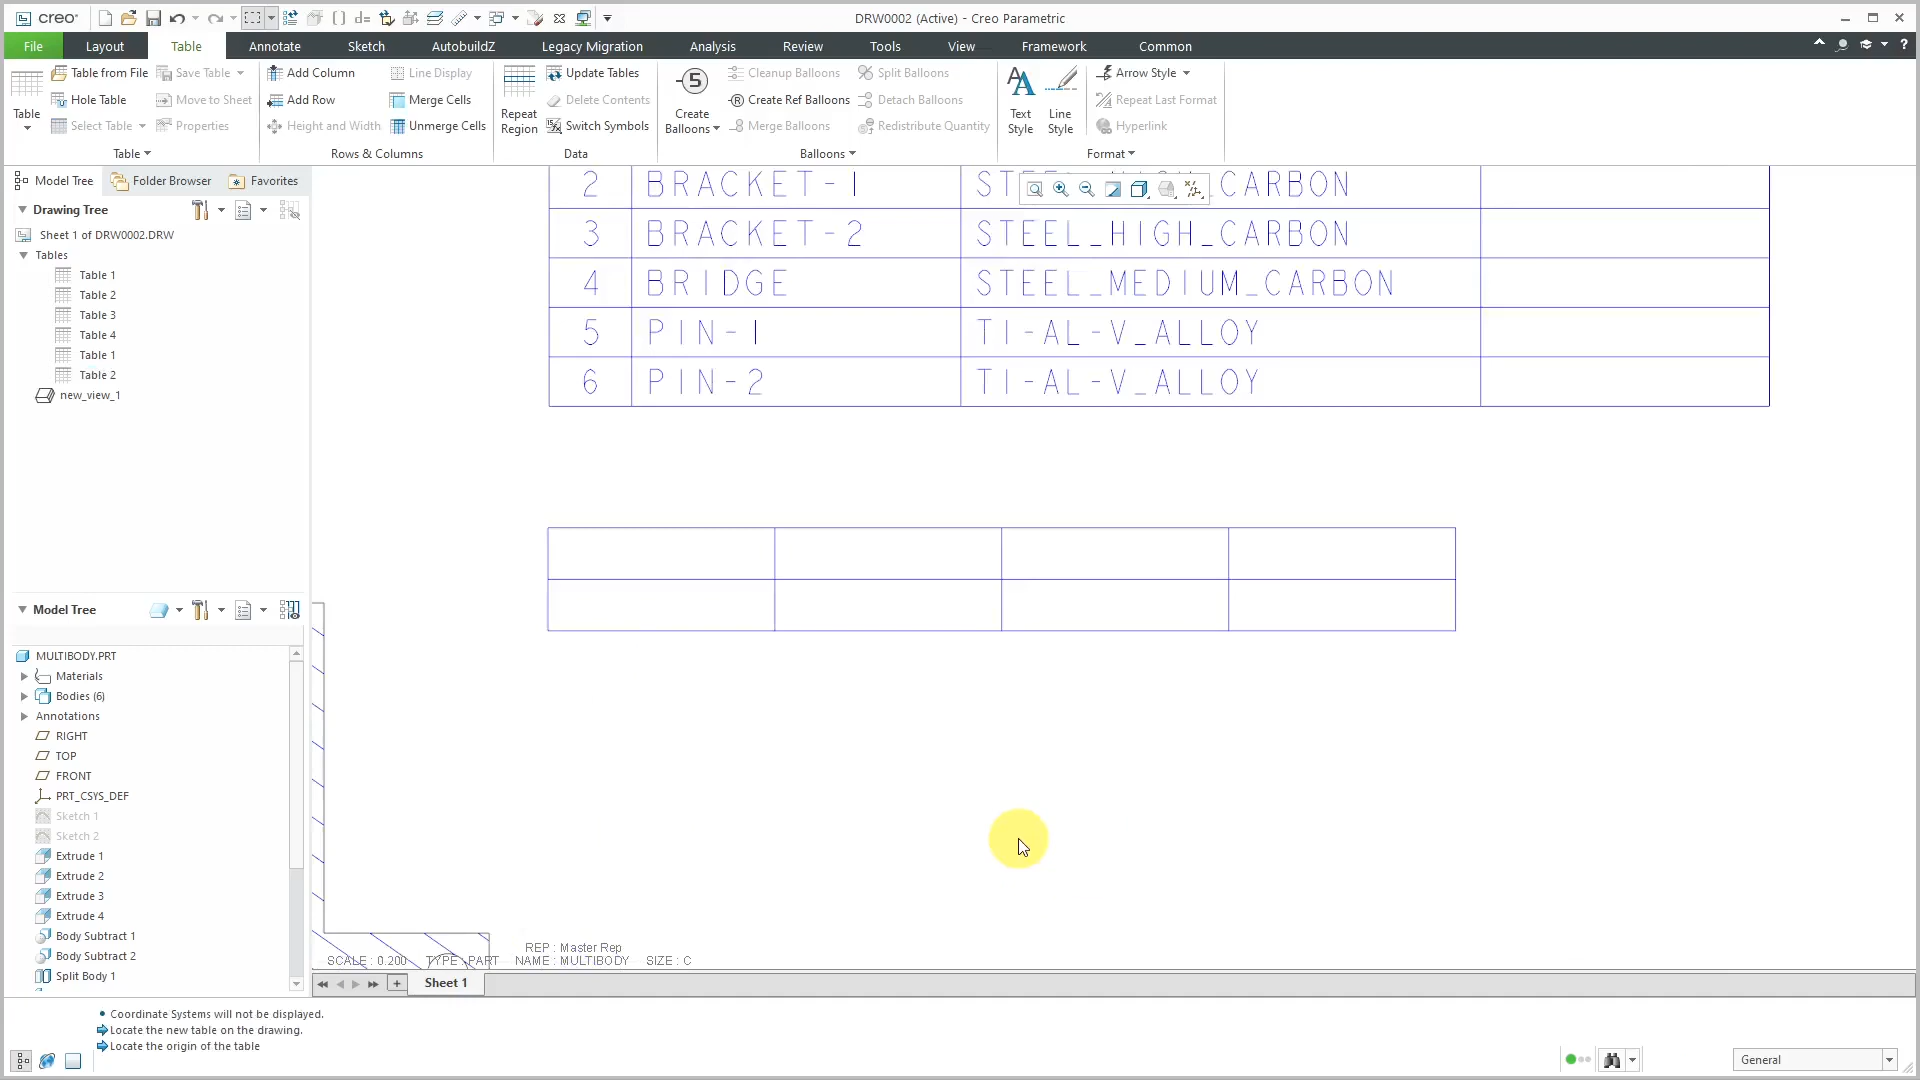 creo
DRW0002 (Active) - Creo Parametric
File
Layout
Table
Annotate
Sketch
AutobuildZ
Legacy Migration
Analysis
Review
Tools
View
Framework
Common
Table
Table from File
Save Table
Hole Table
Move to Sheet
Select Table
Properties
Table
Add Column
Line Display
Add Row
Merge Cells
Height and Width
Unmerge Cells
Rows & Columns
Repeat
Region
Update Tables
Delete Contents
Switch Symbols
Data
Create
Balloons
Cleanup Balloons
Split Balloons
Create Ref Balloons
Detach Balloons
Merge Balloons
Redistribute Quantity
Balloons
Text
Style
Line
Style
Arrow Style
Repeat Last Format
Hyperlink
Format
Model Tree
Folder Browser
Favorites
Drawing Tree
Sheet 1 of DRW0002.DRW
Tables
Table 1
Table 2
Table 3
Table 4
Table 1
Table 2
new_view_1
Model Tree
MULTIBODY.PRT
Materials
Bodies (6)
Annotations
RIGHT
TOP
FRONT
PRT_CSYS_DEF
Sketch 1
Sketch 2
Extrude 1
Extrude 2
Extrude 3
Extrude 4
Body Subtract 1
Body Subtract 2
Split Body 1
2 BRACKET-1 ST _CARBON
3 BRACKET-2 STEEL_HIGH_CARBON
4 BRIDGE STEEL_MEDIUM_CARBON
5 PIN-1 TI-AL-V_ALLOY
6 PIN-2 TI-AL-V_ALLOY
REP : Master Rep
SCALE : 0.200 TYPE : PART NAME : MULTIBODY SIZE : C
Sheet 1
Coordinate Systems will not be displayed.
Locate the new table on the drawing.
Locate the origin of the table
General